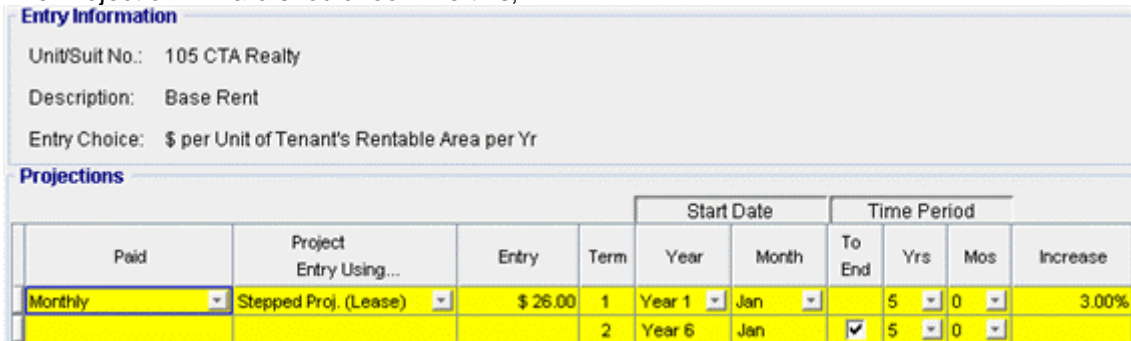 Entry Information
Unit/Suit No.: 105 CTA Realty
Description: Base Rent
Entry Choice: $ per Unit of Tenant's Rentable Area per Yr
Projections
Start Date Time Period
Paid Project Entry Using... Entry Term Year Month To End Yrs Mos Increase
Monthly Stepped Proj. (Lease) $ 26.00 1 Year 1 Jan 5 0 3.00%
2 Year 6 Jan 5 0